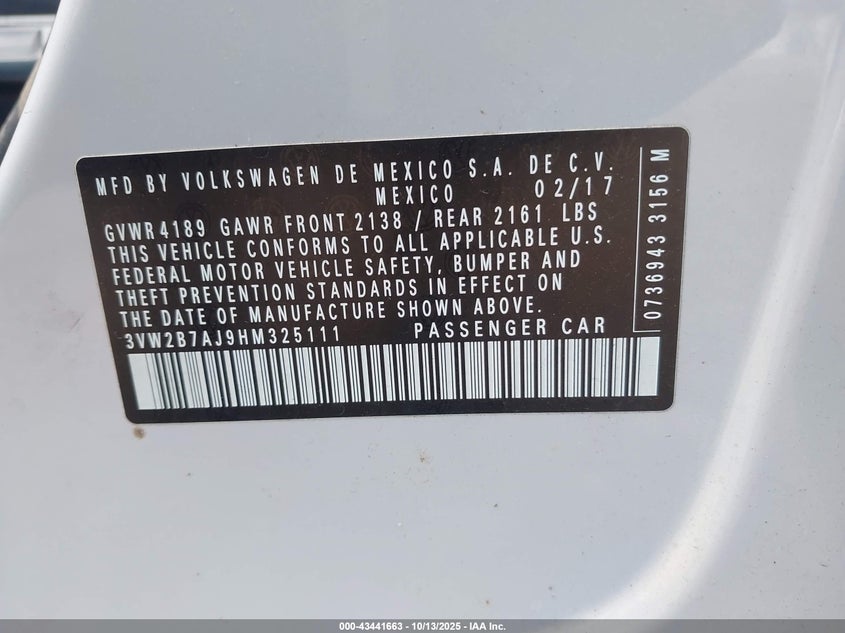 MFD BY VOLKSWAGEN DE MEXICO S.A. DE C.V.
MEXICO 02/17
GVWR 4189 GAWR FRONT 2138 / REAR 2161 LBS
THIS VEHICLE CONFORMS TO ALL APPLICABLE U.S.
FEDERAL MOTOR VEHICLE SAFETY, BUMPER AND
THEFT PREVENTION STANDARDS IN EFFECT ON
THE DATE OF MANUFACTURE SHOWN ABOVE.
3VW2B7AJ9HM325111 PASSENGER CAR
0736943 3156 M
000-43441663 - 10/13/2025 - IAA Inc.